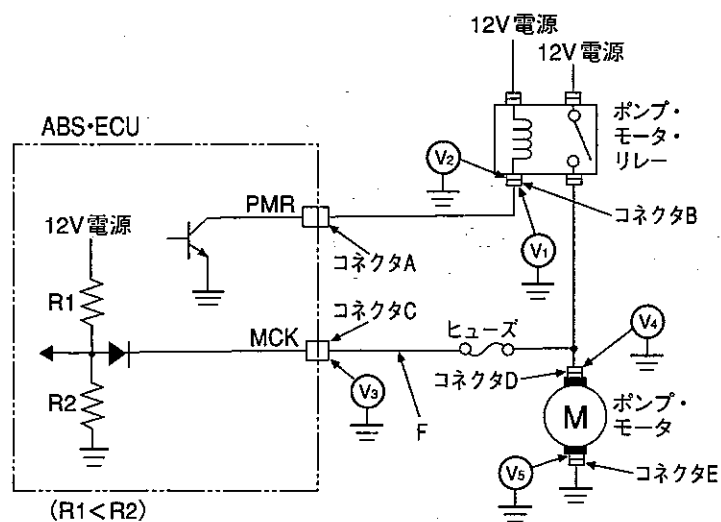 12V電源
12V電源
ポンプ・
モータ・
リレー
ABS•ECU
V2
PMR
コネクタB
12V電源
コネクタA
V1
R1
コネクタC
MCK
ヒューズ
V4
コネクタD
V3
R2
F
M
ポンプ・
モータ
V5
コネクタE
(R1<R2)